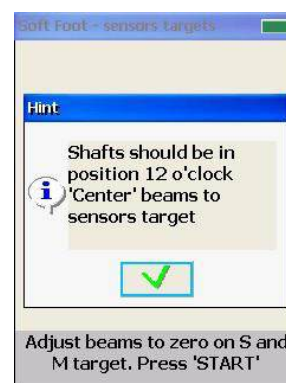 Soft Foot - sensors targets
Hint
Shafts should be in
position 12 o'clock
'Center' beams to
sensors target
Adjust beams to zero on S and
M target. Press 'START'